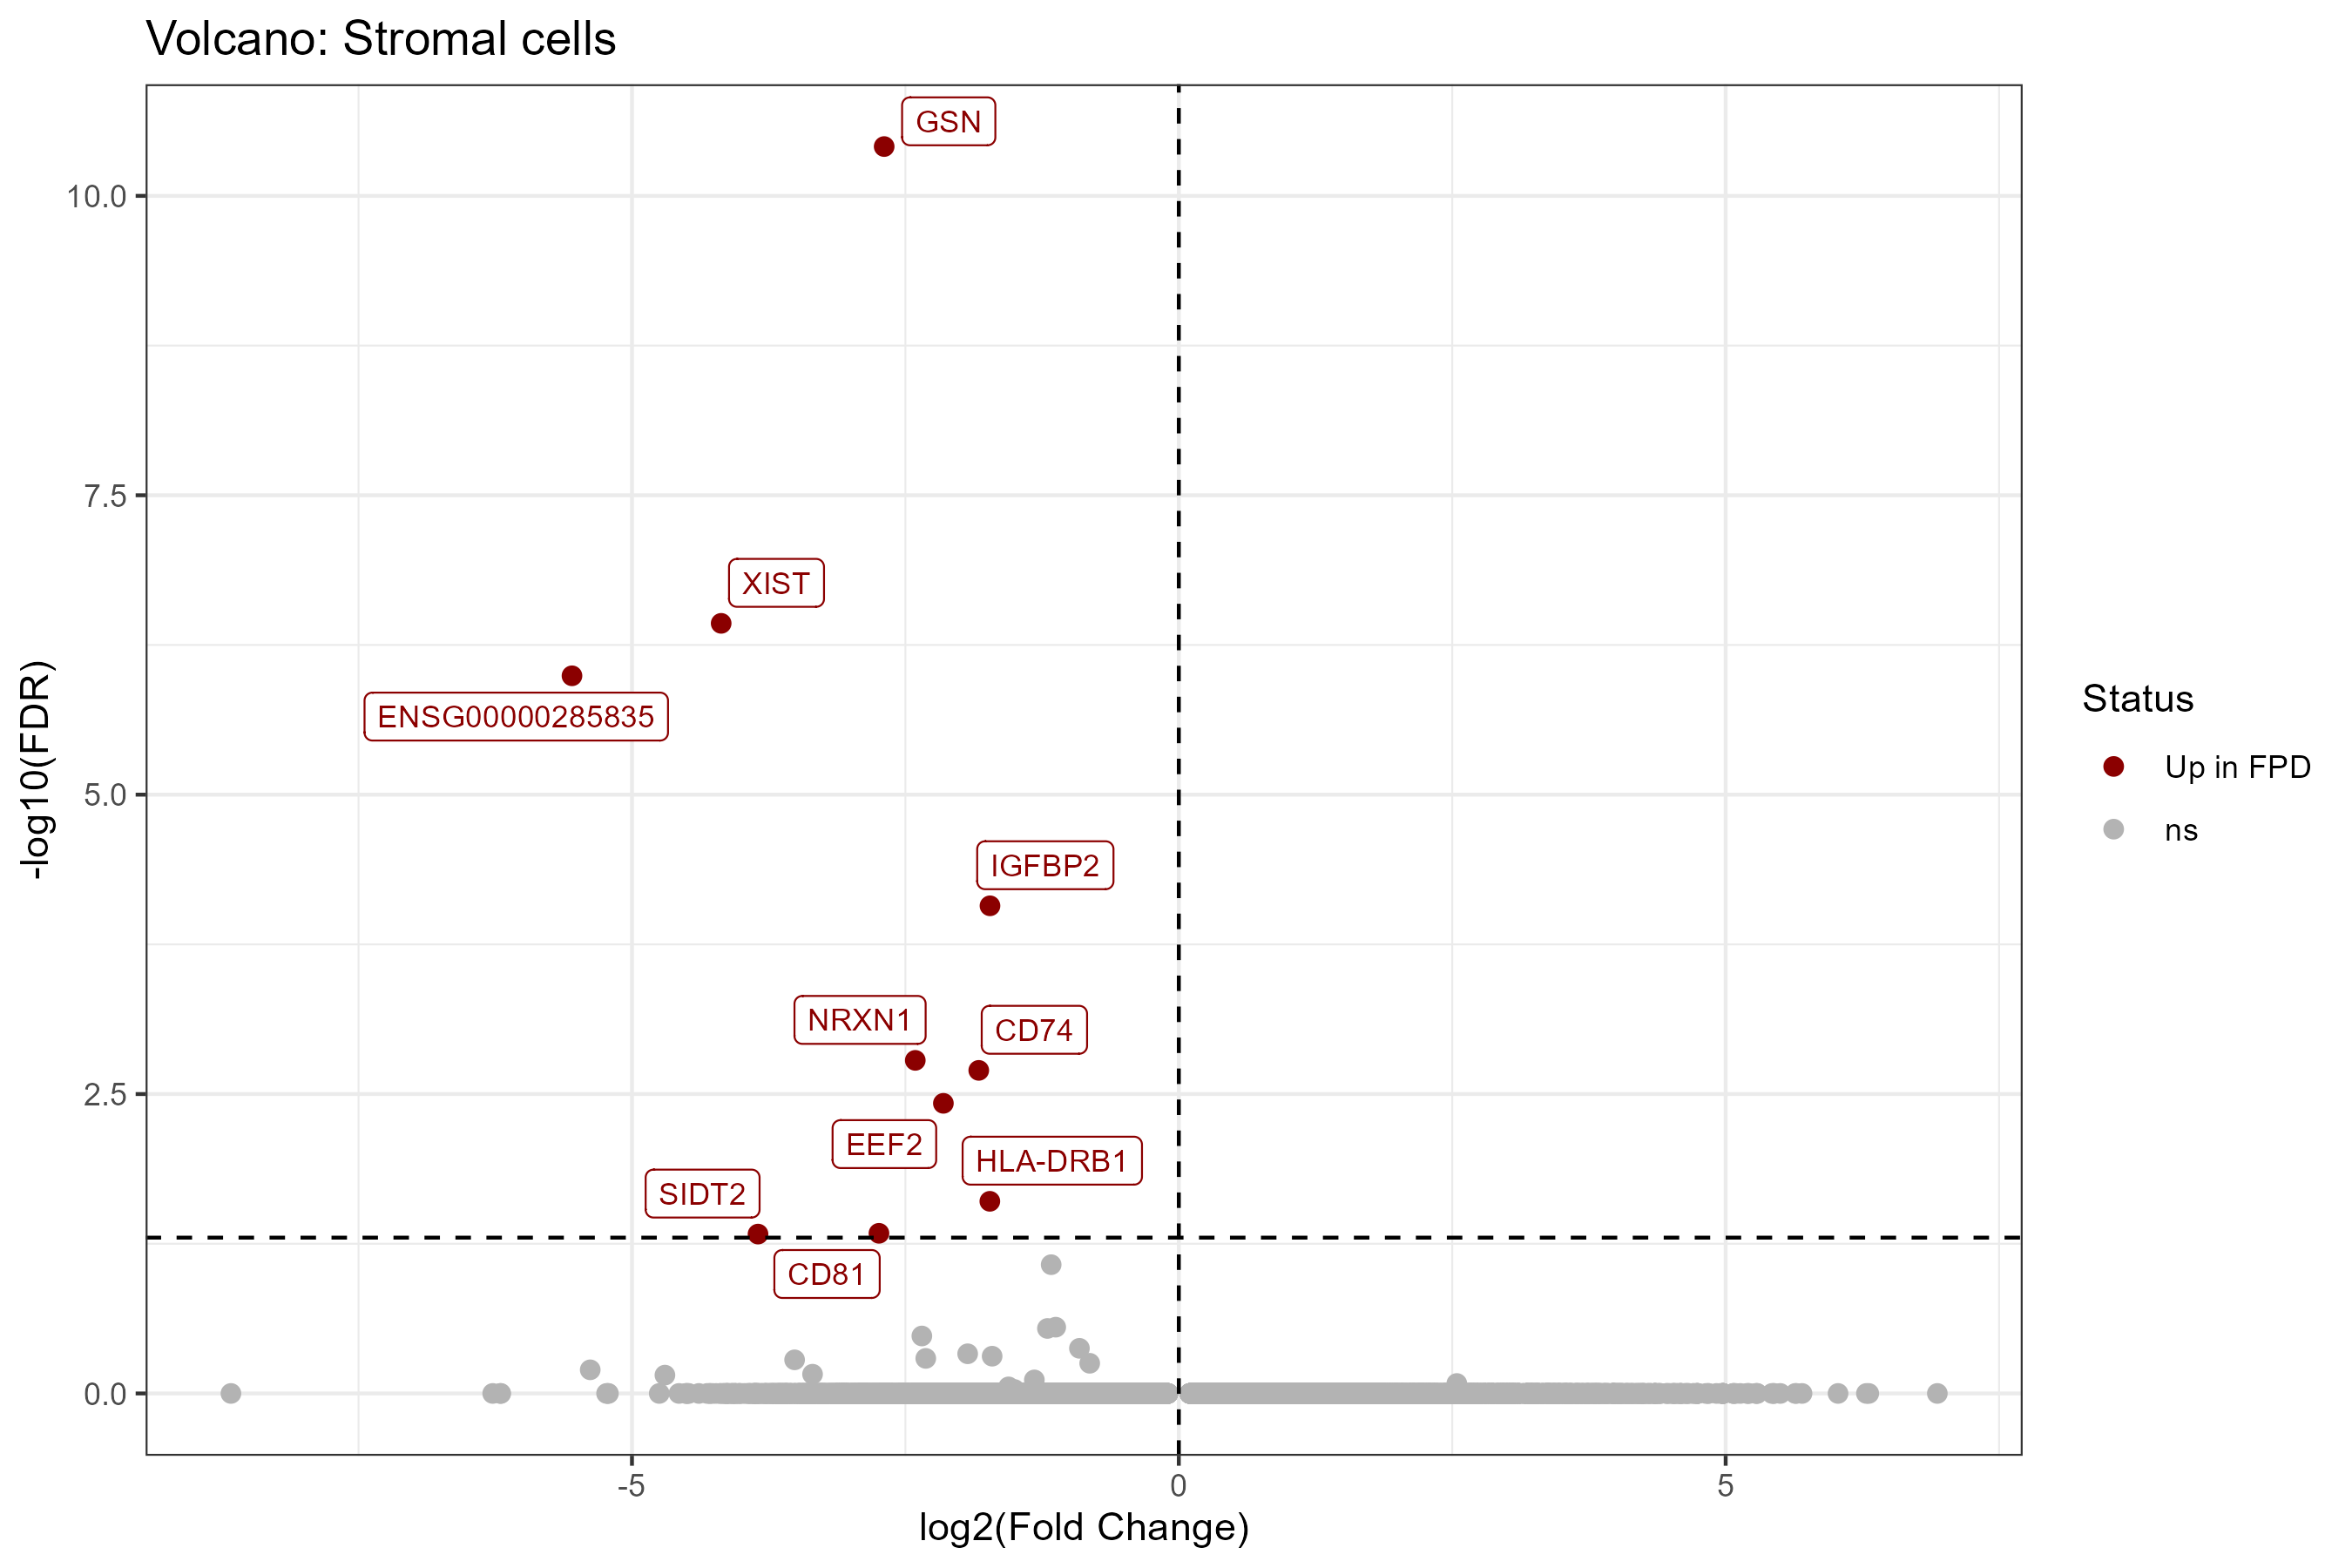 Volcano: Stromal cells
GSN
10.0
XIST
7.5
ENSG00000285835
-log10(FDR)
Status
Up in FPD
ns
5.0
IGFBP2
NRXN1
CD74
2.5
EEF2
HLA-DRB1
SIDT2
CD81
0.0
-5
0
5
log2(Fold Change)